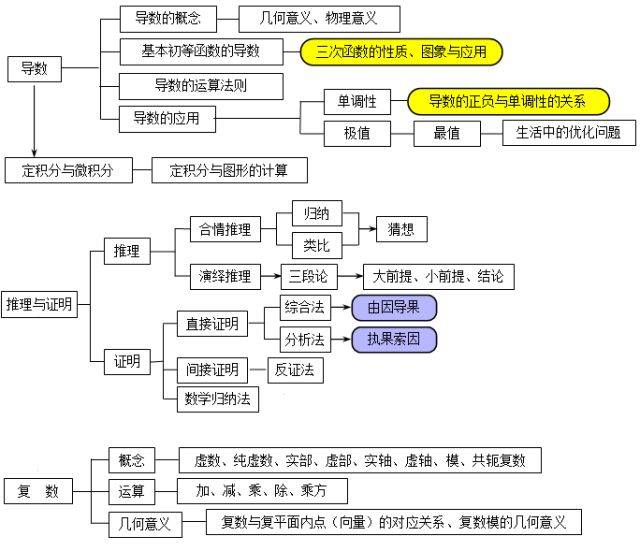 导数的概念
几何意义、物理意义
基本初等函数的导数
三次函数的性质、图象与应用
导数
导数的运算法则
单调性
导数的正负与单调性的关系
导数的应用
极值
最值
生活中的优化问题
定积分与微积分
定积分与图形的计算
归纳
合情推理
猜想
推理
类比
演绎推理
三段论
大前提、小前提、结论
推理与证明
综合法
由因导果
直接证明
分析法
执果索因
证明
间接证明
反证法
数学归纳法
概念
虚数、纯虚数、实部、虚部、实轴、虚轴、模、共轭复数
复 数
运算
加、减、乘、除、乘方
几何意义
复数与复平面内点（向量）的对应关系、复数模的几何意义